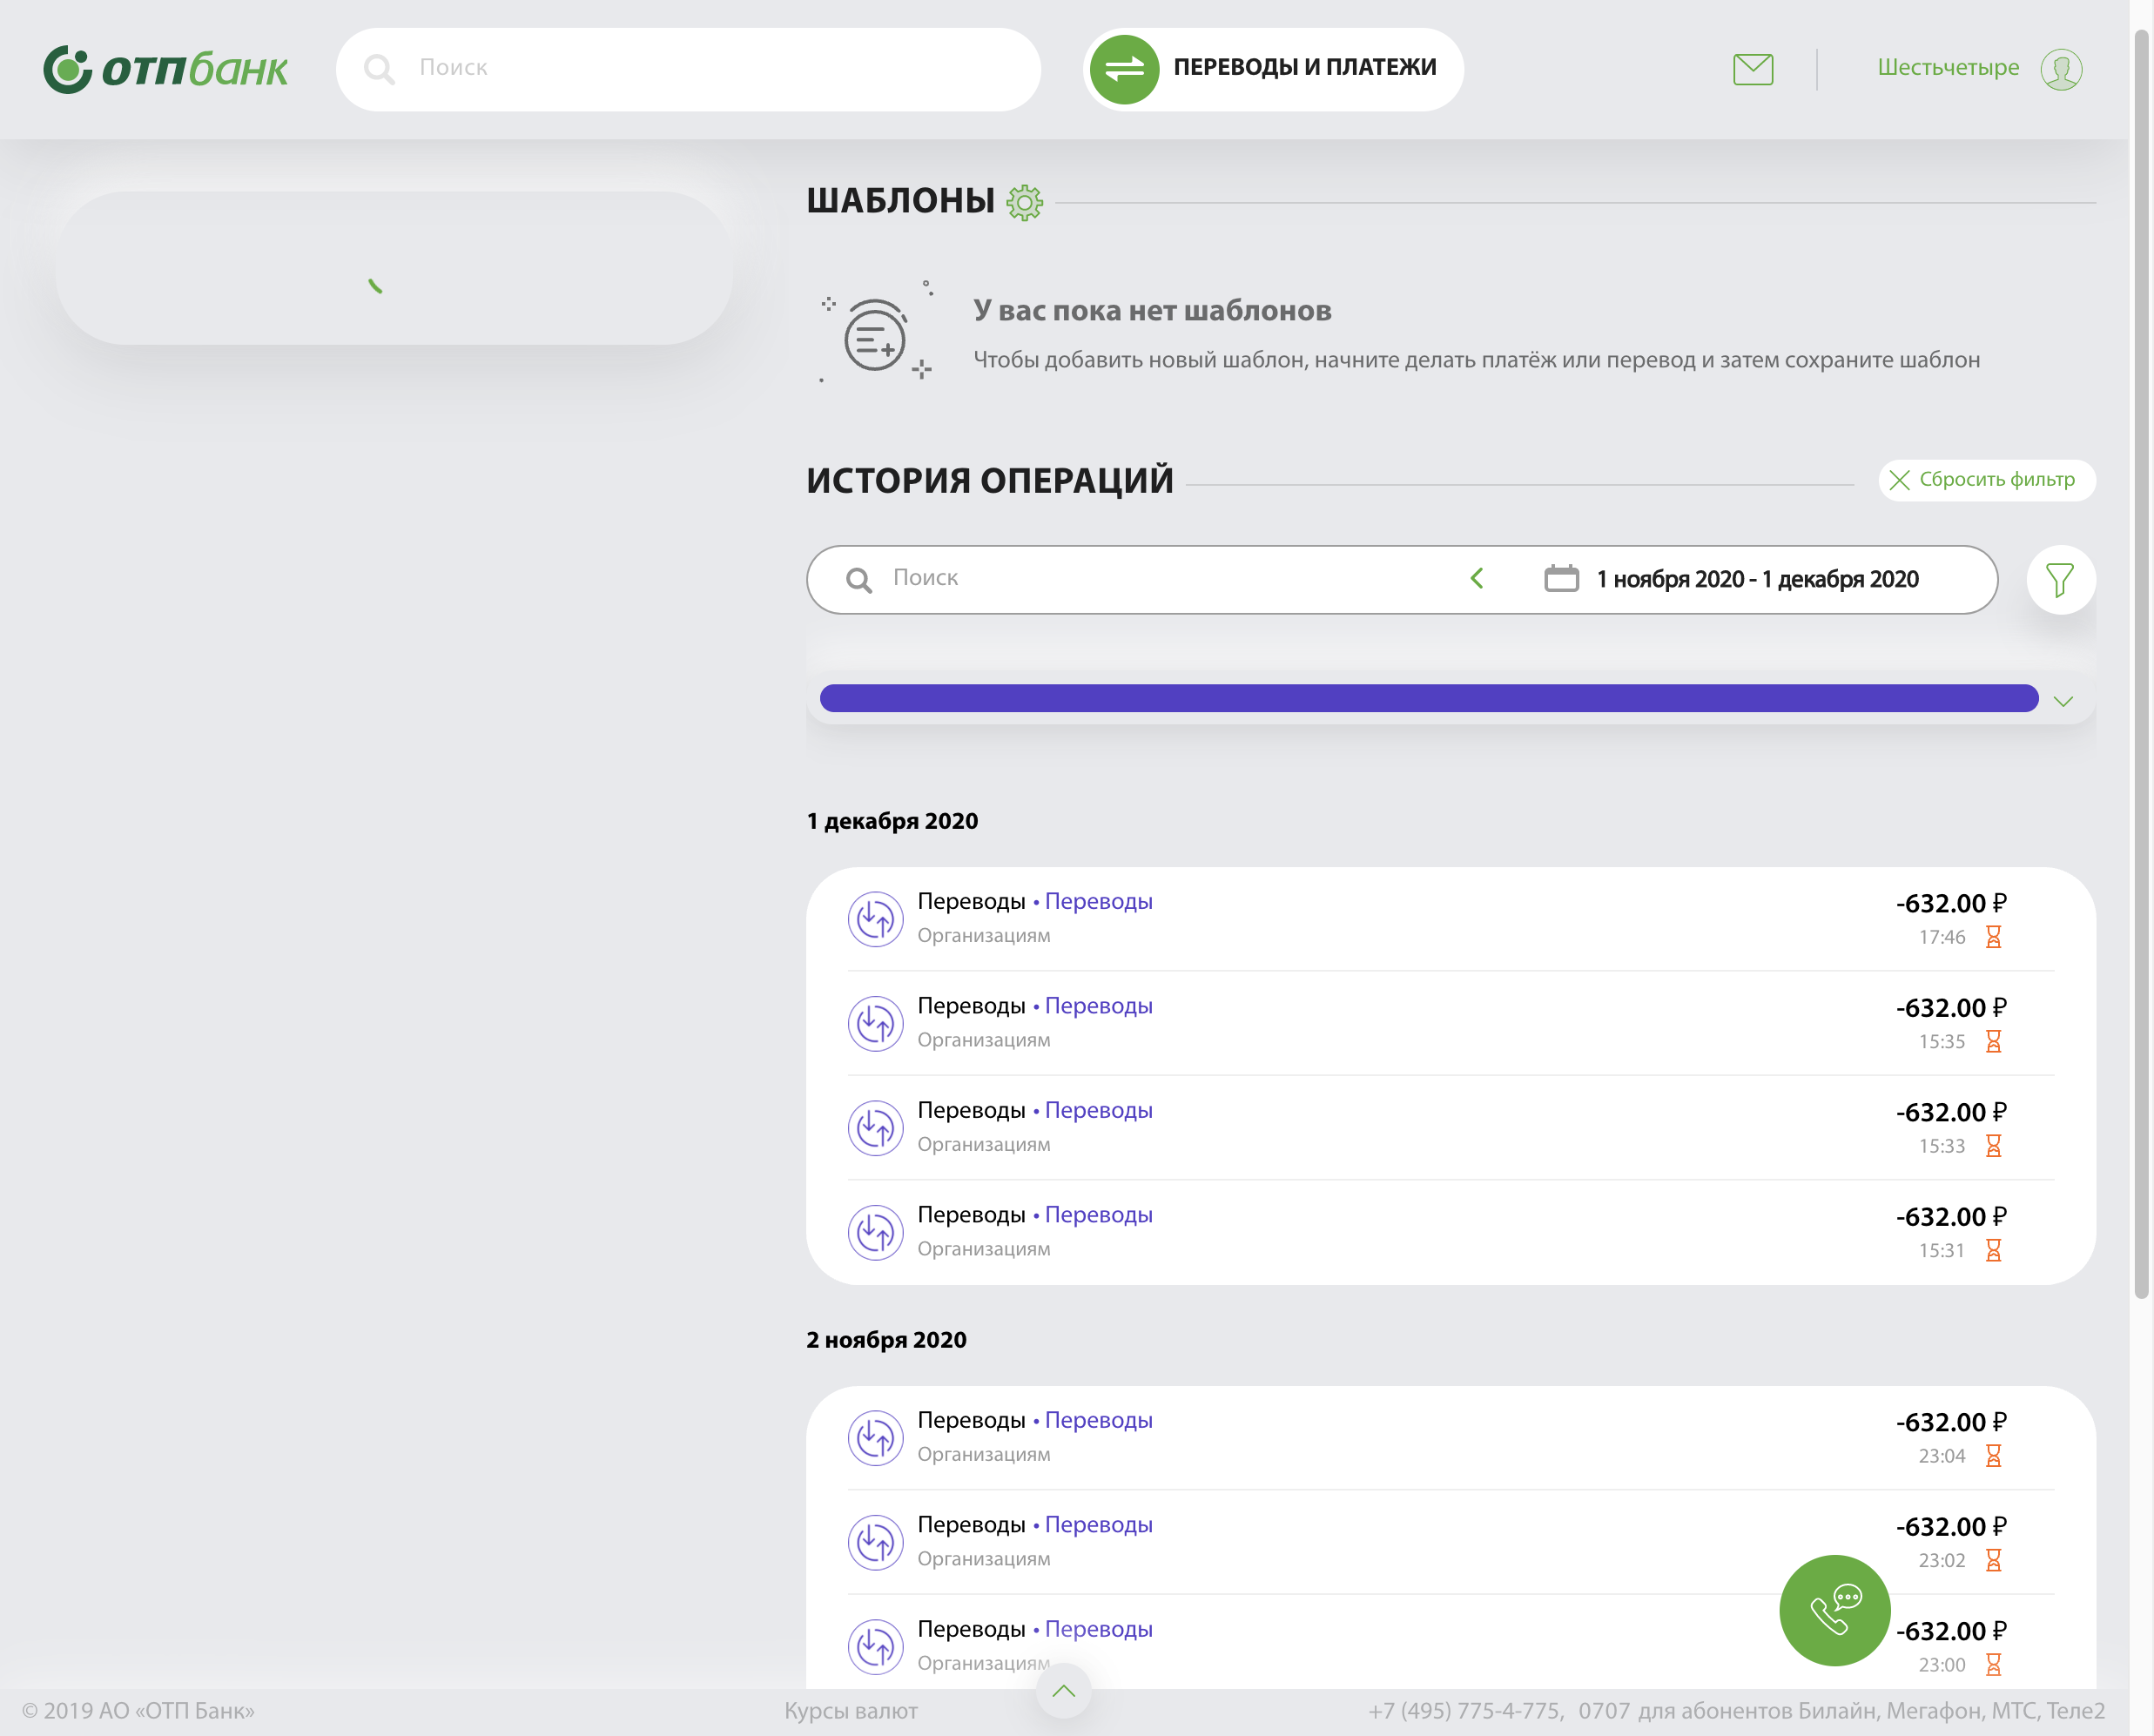 ОТПбанк
Поиск
ПЕРЕВОДЫ И ПЛАТЕЖИ
Шестьчетыре
ШАБЛОНЫ
У вас пока нет шаблонов
Чтобы добавить новый шаблон, начните делать платёж или перевод и затем сохраните шаблон
ИСТОРИЯ ОПЕРАЦИЙ
Сбросить фильтр
Поиск
1 ноября 2020 - 1 декабря 2020
1 декабря 2020
Переводы • Переводы
-632.00 ₽
Организациям
17:46
Переводы • Переводы
-632.00 ₽
Организациям
15:35
Переводы • Переводы
-632.00 ₽
Организациям
15:33
Переводы • Переводы
-632.00 ₽
Организациям
15:31
2 ноября 2020
Переводы • Переводы
-632.00 ₽
Организациям
23:04
Переводы • Переводы
-632.00 ₽
Организациям
23:02
Переводы • Переводы
-632.00 ₽
Организациям
23:00
© 2019 АО «ОТП Банк»
Курсы валют
+7 (495) 775-4-775, 0707 для абонентов Билайн, Мегафон, МТС, Теле2